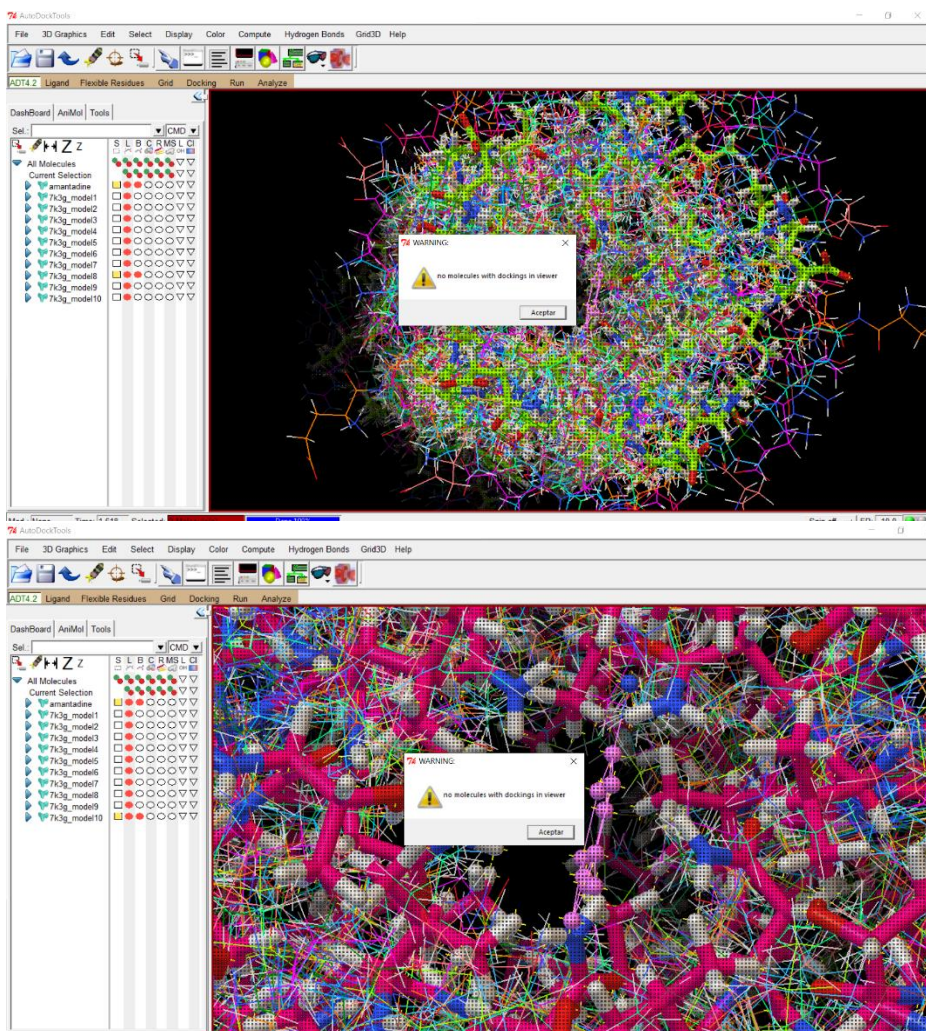 AutoDockTools
File 3D Graphics Edit Select Display Color Compute Hydrogen Bonds Grid3D Help
ADT4.2 Ligand Flexible Residues Grid Docking Run Analyze
DashBoard AniMol Tools
Sel.: CMD
Z Z S L B C R MS L Cl
All Molecules
Current Selection
amantadine
7k3g_model1
7k3g_model2
7k3g_model3
7k3g_model4
7k3g_model5
7k3g_model6
7k3g_model7
7k3g_model8
7k3g_model9
7k3g_model10
WARNING:
no molecules with dockings in viewer
Aceptar
AutoDockTools
File 3D Graphics Edit Select Display Color Compute Hydrogen Bonds Grid3D Help
ADT4.2 Ligand Flexible Residues Grid Docking Run Analyze
DashBoard AniMol Tools
Sel.: CMD
Z Z S L B C R MS L Cl
All Molecules
Current Selection
amantadine
7k3g_model1
7k3g_model2
7k3g_model3
7k3g_model4
7k3g_model5
7k3g_model6
7k3g_model7
7k3g_model8
7k3g_model9
7k3g_model10
WARNING:
no molecules with dockings in viewer
Aceptar